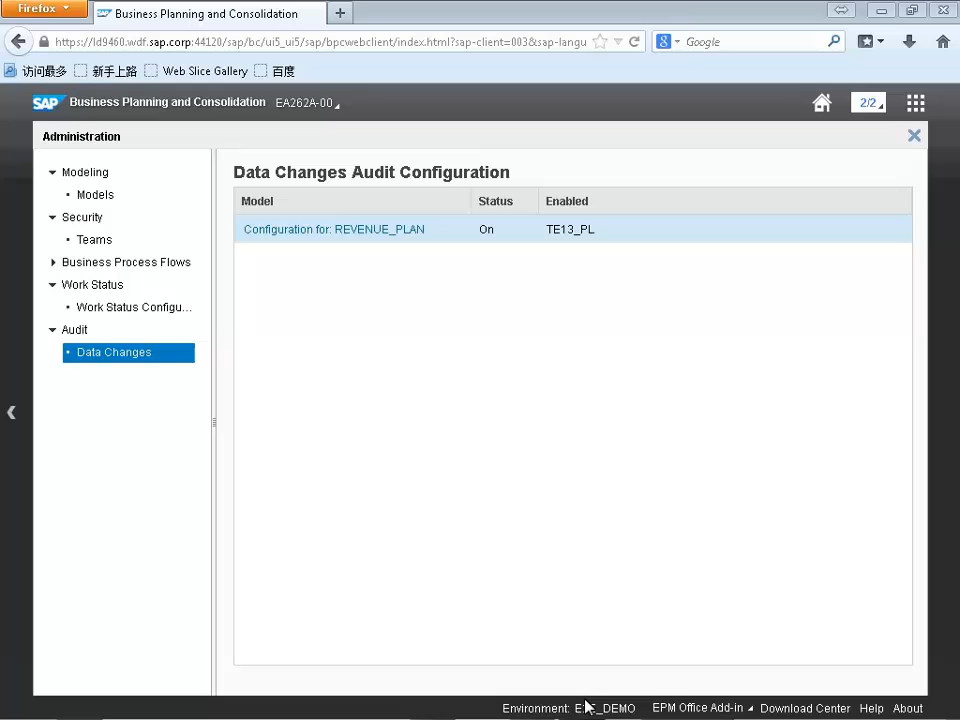 Firefox
Business Planning and Consolidation
https://ld9460.wdf.sap.corp:44120/sap/bc/ui5_ui5/sap/bpcwebclient/index.html?sap-client=003&sap-langu
Google
访问最多 新手上路 Web Slice Gallery 百度
SAP Business Planning and Consolidation EA262A-00 2/2
Administration
Modeling
Models
Security
Teams
Business Process Flows
Work Status
Work Status Configu...
Audit
Data Changes
Data Changes Audit Configuration
Model Status Enabled
Configuration for: REVENUE_PLAN On TE13_PL
Environment: _DEMO EPM Office Add-in Download Center Help About